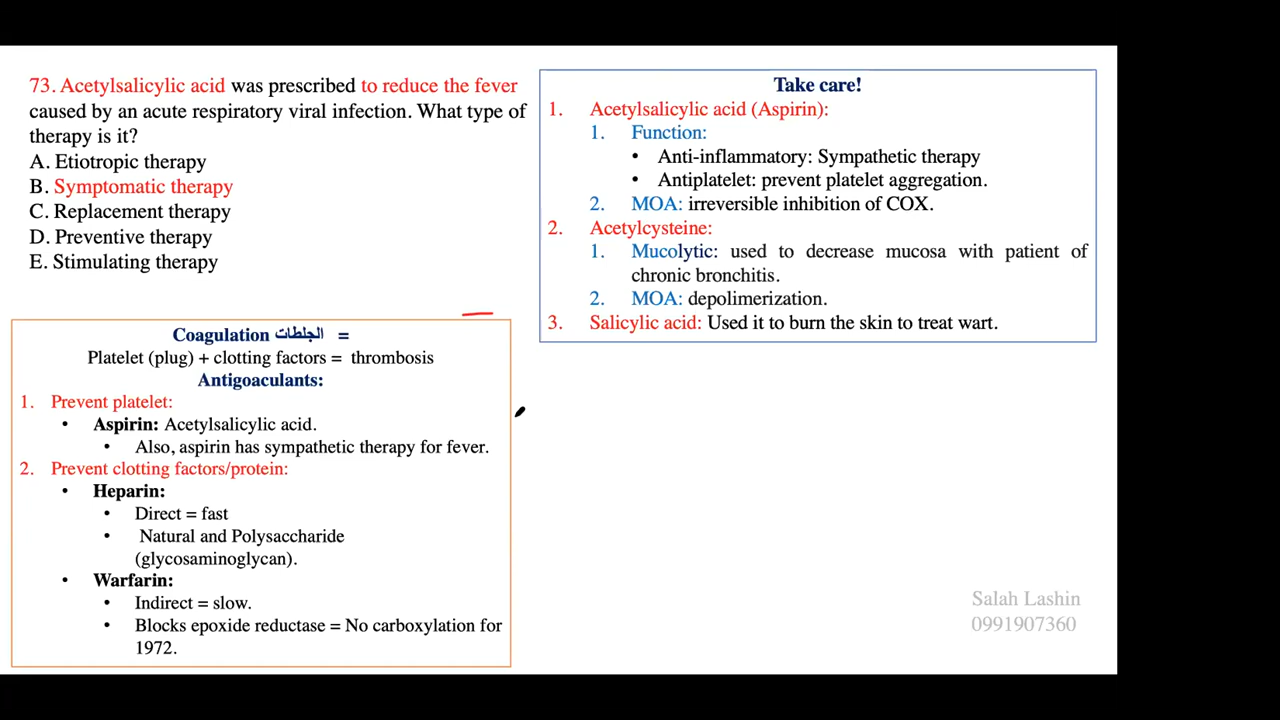 73. Acetylsalicylic acid was prescribed to reduce the fever
caused by an acute respiratory viral infection. What type of
therapy is it?
A. Etiotropic therapy
B. Symptomatic therapy
C. Replacement therapy
D. Preventive therapy
E. Stimulating therapy
Take care!
1. Acetylsalicylic acid (Aspirin):
1. Function:
• Anti-inflammatory: Sympathetic therapy
• Antiplatelet: prevent platelet aggregation.
2. MOA: irreversible inhibition of COX.
2. Acetylcysteine:
1. Mucolytic: used to decrease mucosa with patient of
chronic bronchitis.
2. MOA: depolimerization.
3. Salicylic acid: Used it to burn the skin to treat wart.
Coagulation الجلطات =
Platelet (plug) + clotting factors = thrombosis
Antigoaculants:
1. Prevent platelet:
• Aspirin: Acetylsalicylic acid.
• Also, aspirin has sympathetic therapy for fever.
2. Prevent clotting factors/protein:
• Heparin:
• Direct = fast
• Natural and Polysaccharide
(glycosaminoglycan).
• Warfarin:
• Indirect = slow.
• Blocks epoxide reductase = No carboxylation for
1972.
Salah Lashin
0991907360